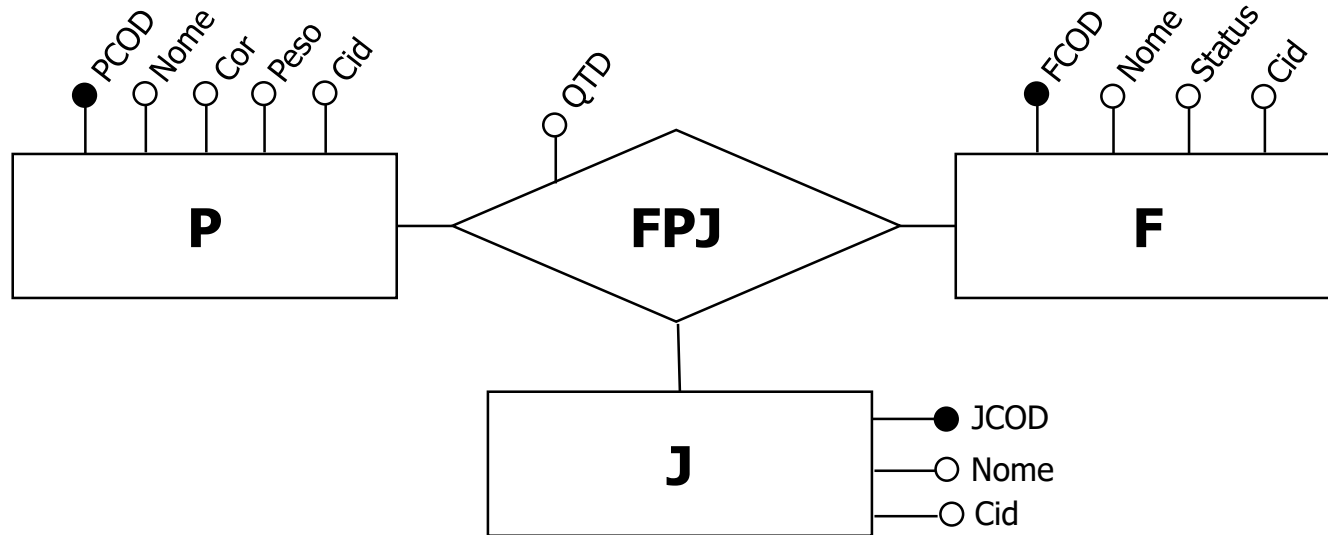 PCOD
Nome
Cor
Peso
Cid
QTD
FCOD
Nome
Status
Cid
P
FPJ
F
J
JCOD
Nome
Cid